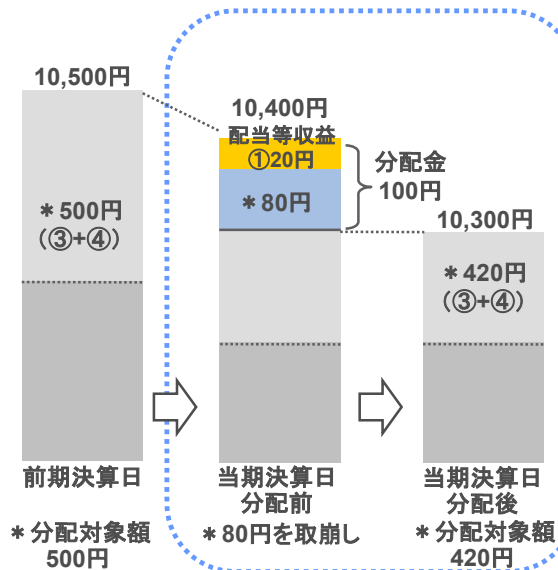 10,500円
＊500円
（③+④）
前期決算日
＊分配対象額
500円
10,400円
配当等収益
①20円
＊80円
分配金
100円
当期決算日
分配前
＊80円を取崩し
10,300円
＊420円
（③+④）
当期決算日
分配後
＊分配対象額
420円